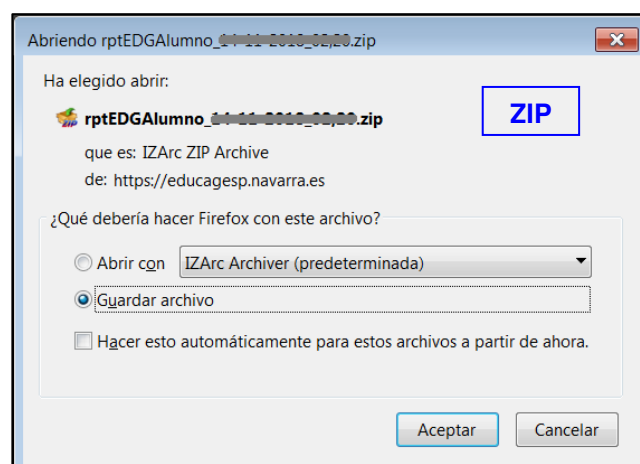 Abriendo rptEDGAlumno_.zip
Ha elegido abrir:
rptEDGAlumno_.zip
ZIP
que es: IZArc ZIP Archive
de: https://educagesp.navarra.es
¿Qué debería hacer Firefox con este archivo?
Abrir con IZArc Archiver (predeterminada)
Guardar archivo
Hacer esto automáticamente para estos archivos a partir de ahora.
Aceptar Cancelar